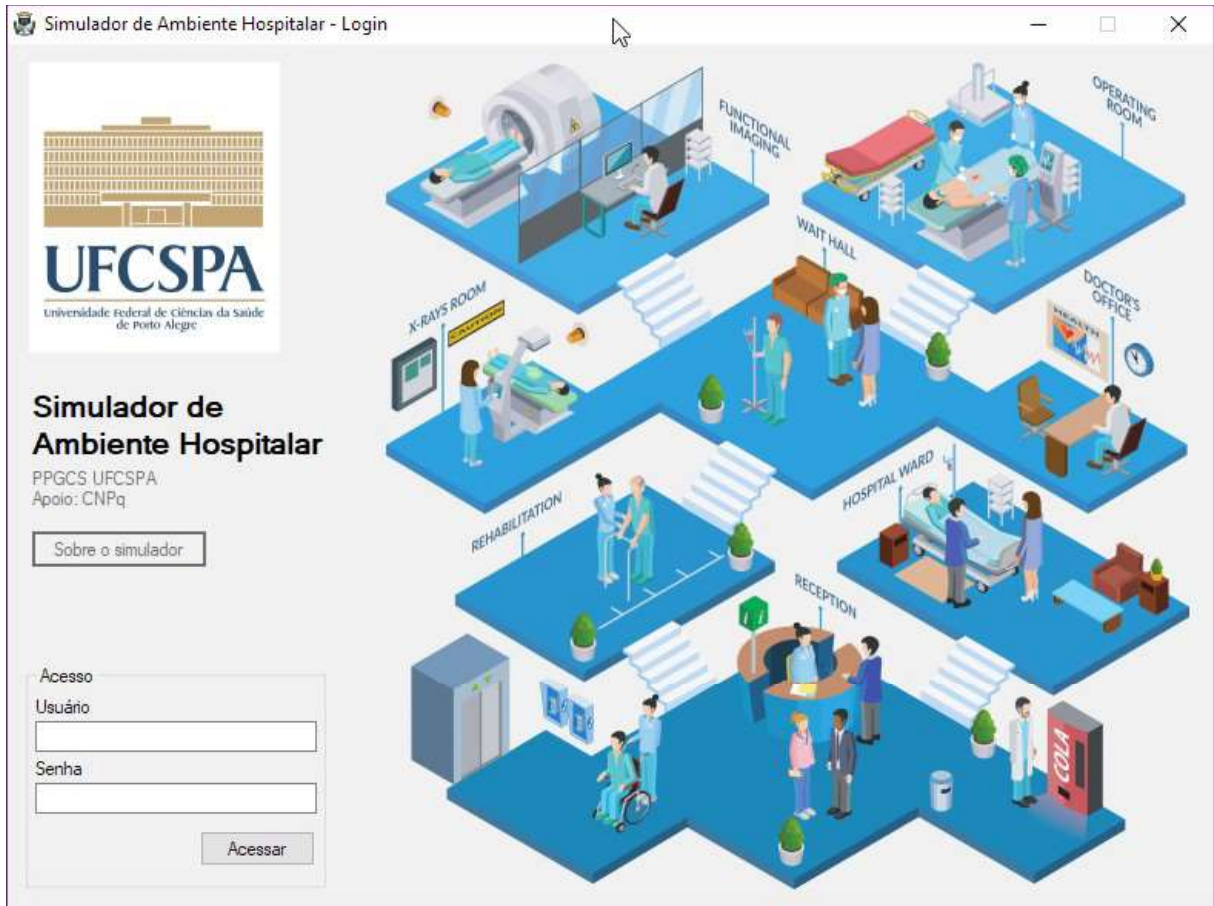 Simulador de Ambiente Hospitalar - Login
UFCSPA
Universidade Federal de Ciências da Saúde
de Porto Alegre
Simulador de
Ambiente Hospitalar
PPGCS UFCSPA
Apoio: CNPq
Sobre o simulador
Acesso
Usuário
Senha
Acessar
FUNCTIONAL
IMAGING
OPERATING
ROOM
WAIT HALL
X-RAYS ROOM
CAUTION
DOCTOR'S
OFFICE
HEALTH
REHABILITATION
HOSPITAL WARD
RECEPTION
COLA